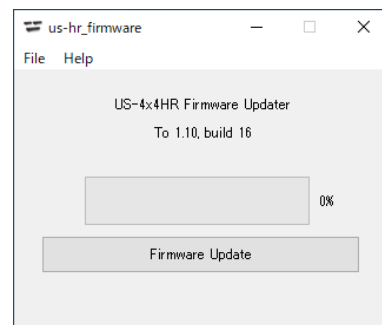 us-hr_firmware
File Help
US-4x4HR Firmware Updater
To 1.10, build 16
0%
Firmware Update